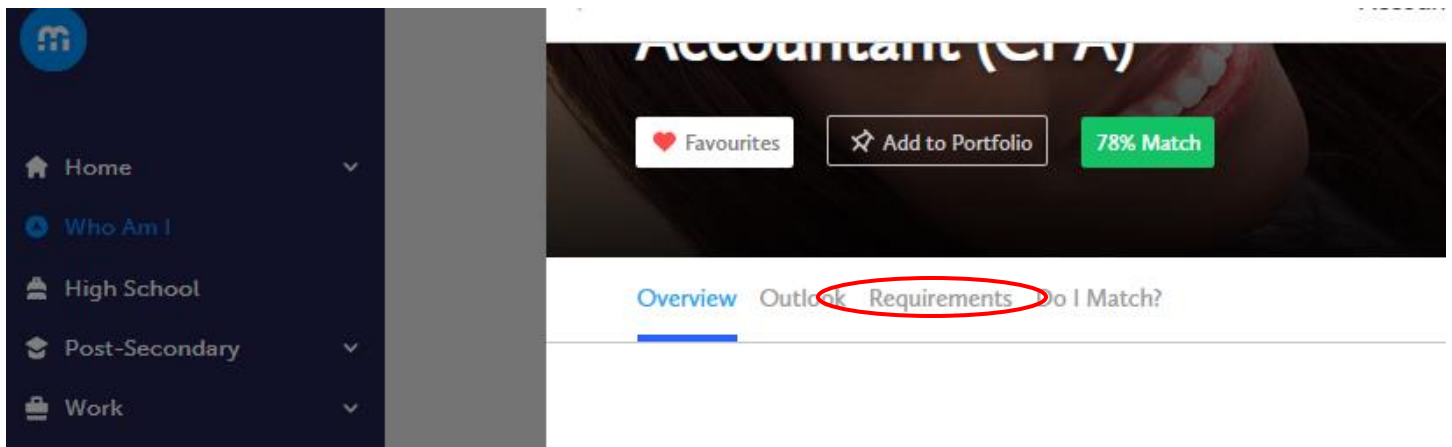 m
Home
Who Am I
High School
Post-Secondary
Work
Accountant (CPA)
Favourites
Add to Portfolio
78% Match
Overview Outlook Requirements Do I Match?